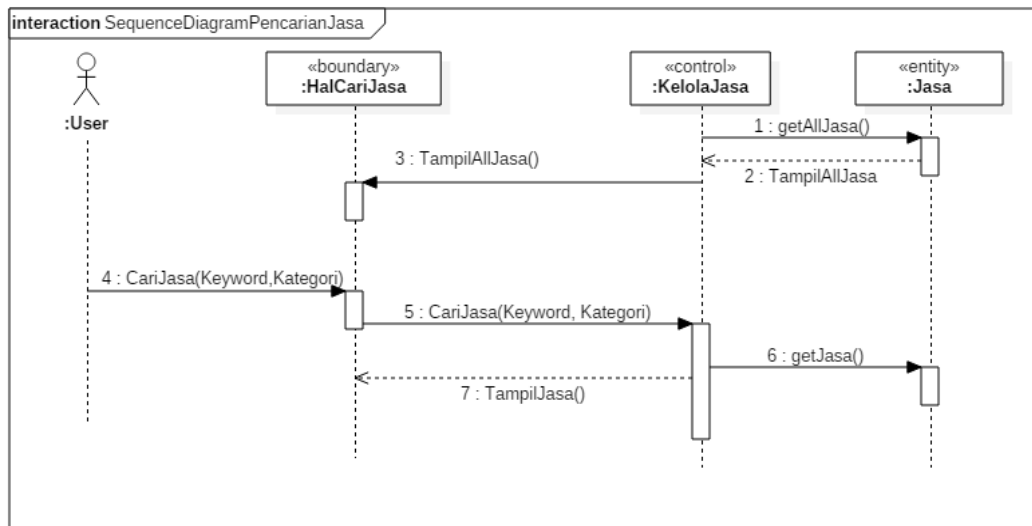 interaction SequenceDiagramPencarianJasa
«boundary»
:HalCariJasa
«control»
:KelolaJasa
«entity»
:Jasa
:User
1 : getAllJasa()
3 : TampilAllJasa()
2 : TampilAllJasa
4 : CariJasa(Keyword,Kategori)
5 : CariJasa(Keyword, Kategori)
6 : getJasa()
7 : TampilJasa()